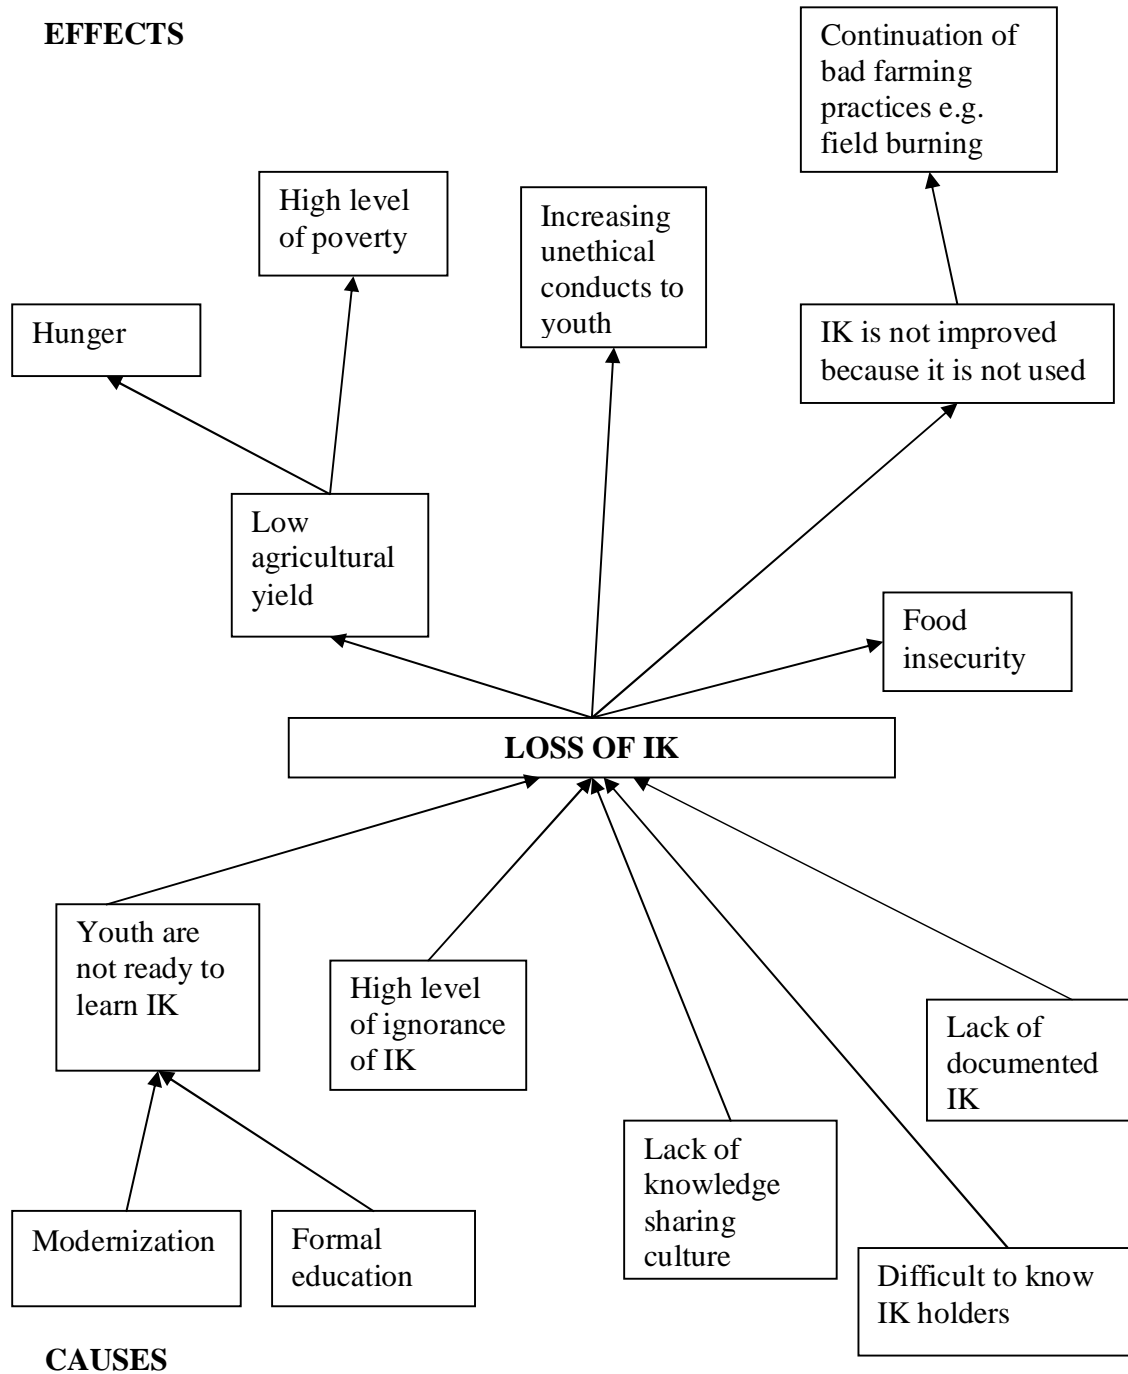 EFFECTS
Continuation of
bad farming
practices e.g.
field burning
High level
of poverty
Increasing
unethical
conducts to
youth
Hunger
IK is not improved
because it is not used
Low
agricultural
yield
Food
insecurity
LOSS OF IK
Youth are
not ready to
learn IK
High level
of ignorance
of IK
Lack of
documented
IK
Lack of
knowledge
sharing
culture
Modernization
Formal
education
Difficult to know
IK holders
CAUSES